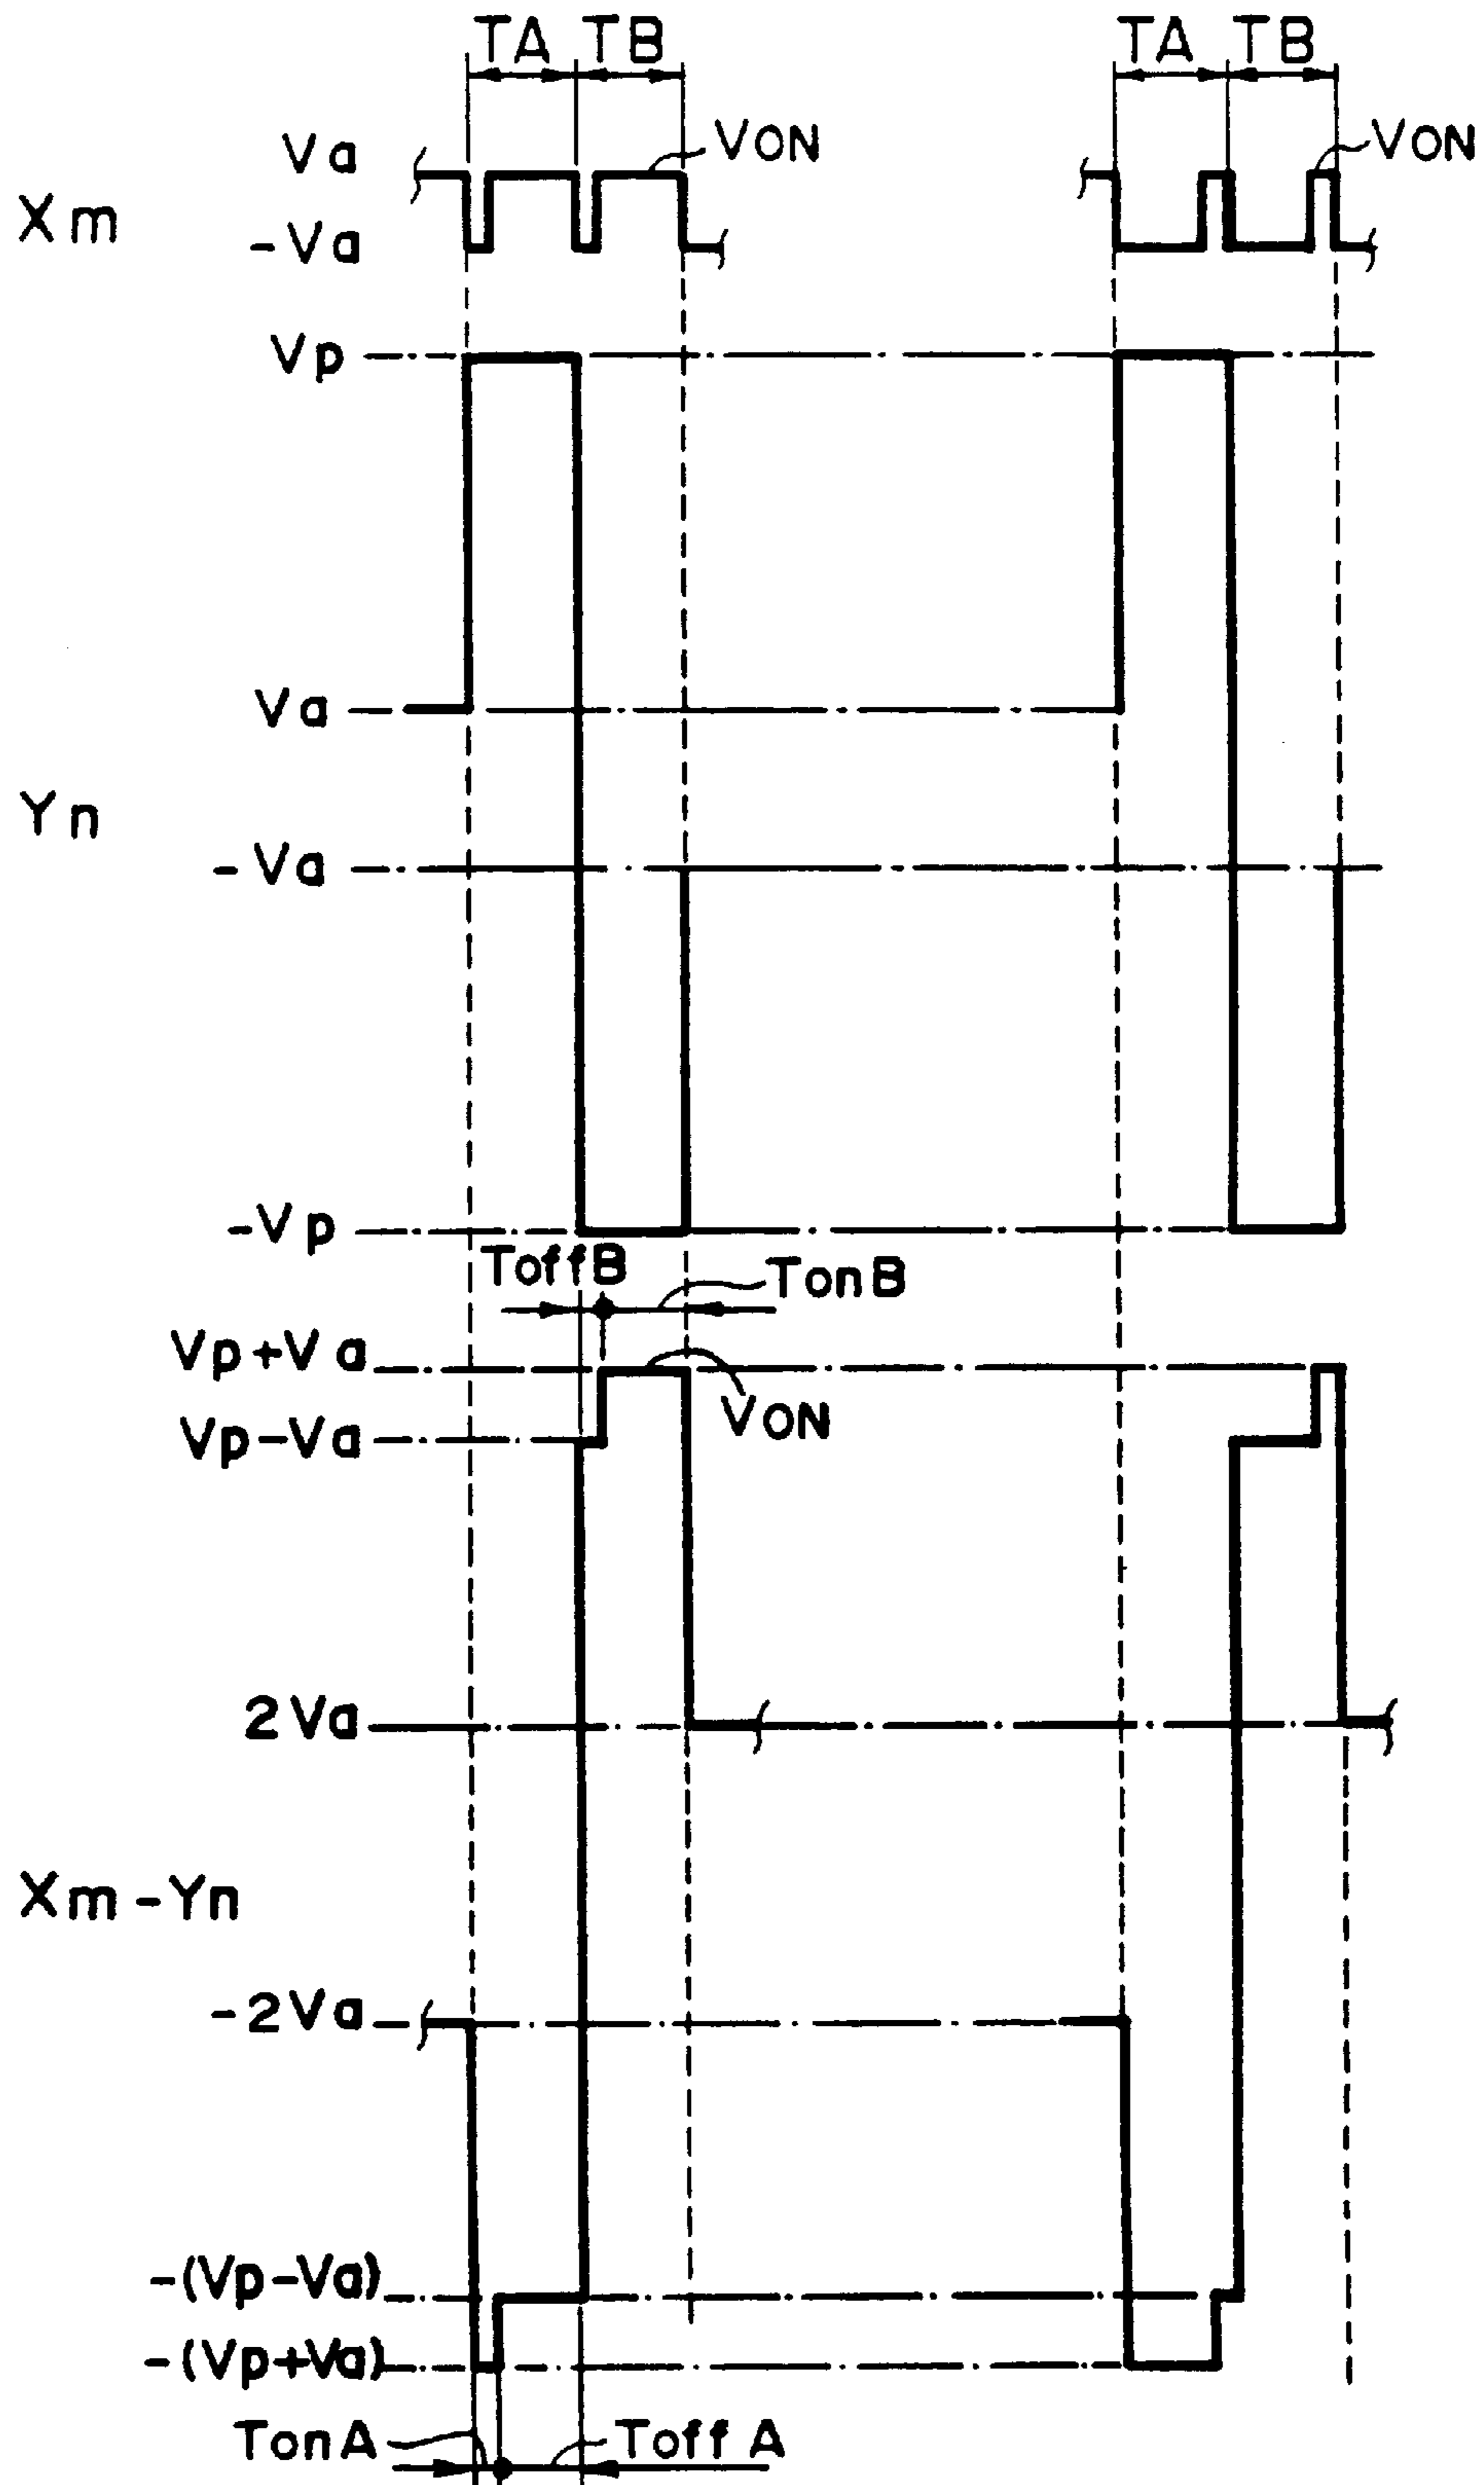 TA TB TA TB
Va VON VON
Xm
-Va
Vp
Va
Yn
-Va
-Vp
ToffB TonB
Vp+Va
VON
Vp-Va
2Va
Xm-Yn
-2Va
-(Vp-Va)
-(Vp+Va)
TonA ToffA